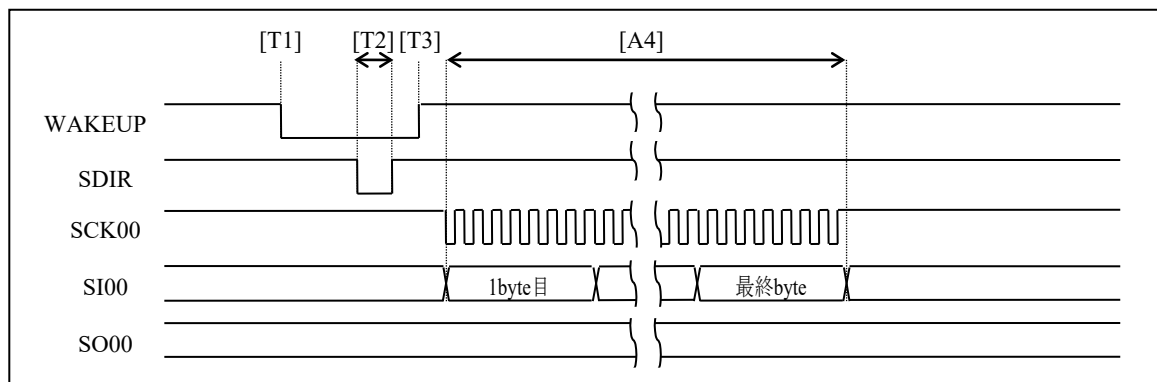 [T1] [T2] [T3] [A4]
WAKEUP
SDIR
SCK00
SI00 1byte目 最終byte
SO00